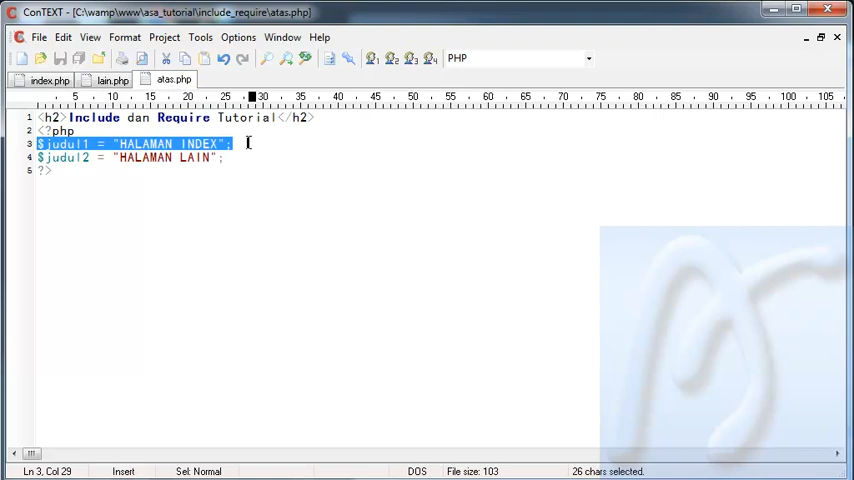 ConTEXT - [C:\wamp\www\asa_tutorial\include_require\atas.php]
File Edit View Format Project Tools Options Window Help
1 2 3 4 PHP
index.php lain.php atas.php
5 10 15 20 25 30 35 40 45 50 55 60 65 70 75 80 85 90 95 100 105
1 <h2>Include dan Require Tutorial</h2>
2 <?php
3 $judul1 = "HALAMAN INDEX";
4 $judul2 = "HALAMAN LAIN";
5 ?>
Ln 3, Col 29 Insert Sel: Normal DOS File size: 103 26 chars selected.